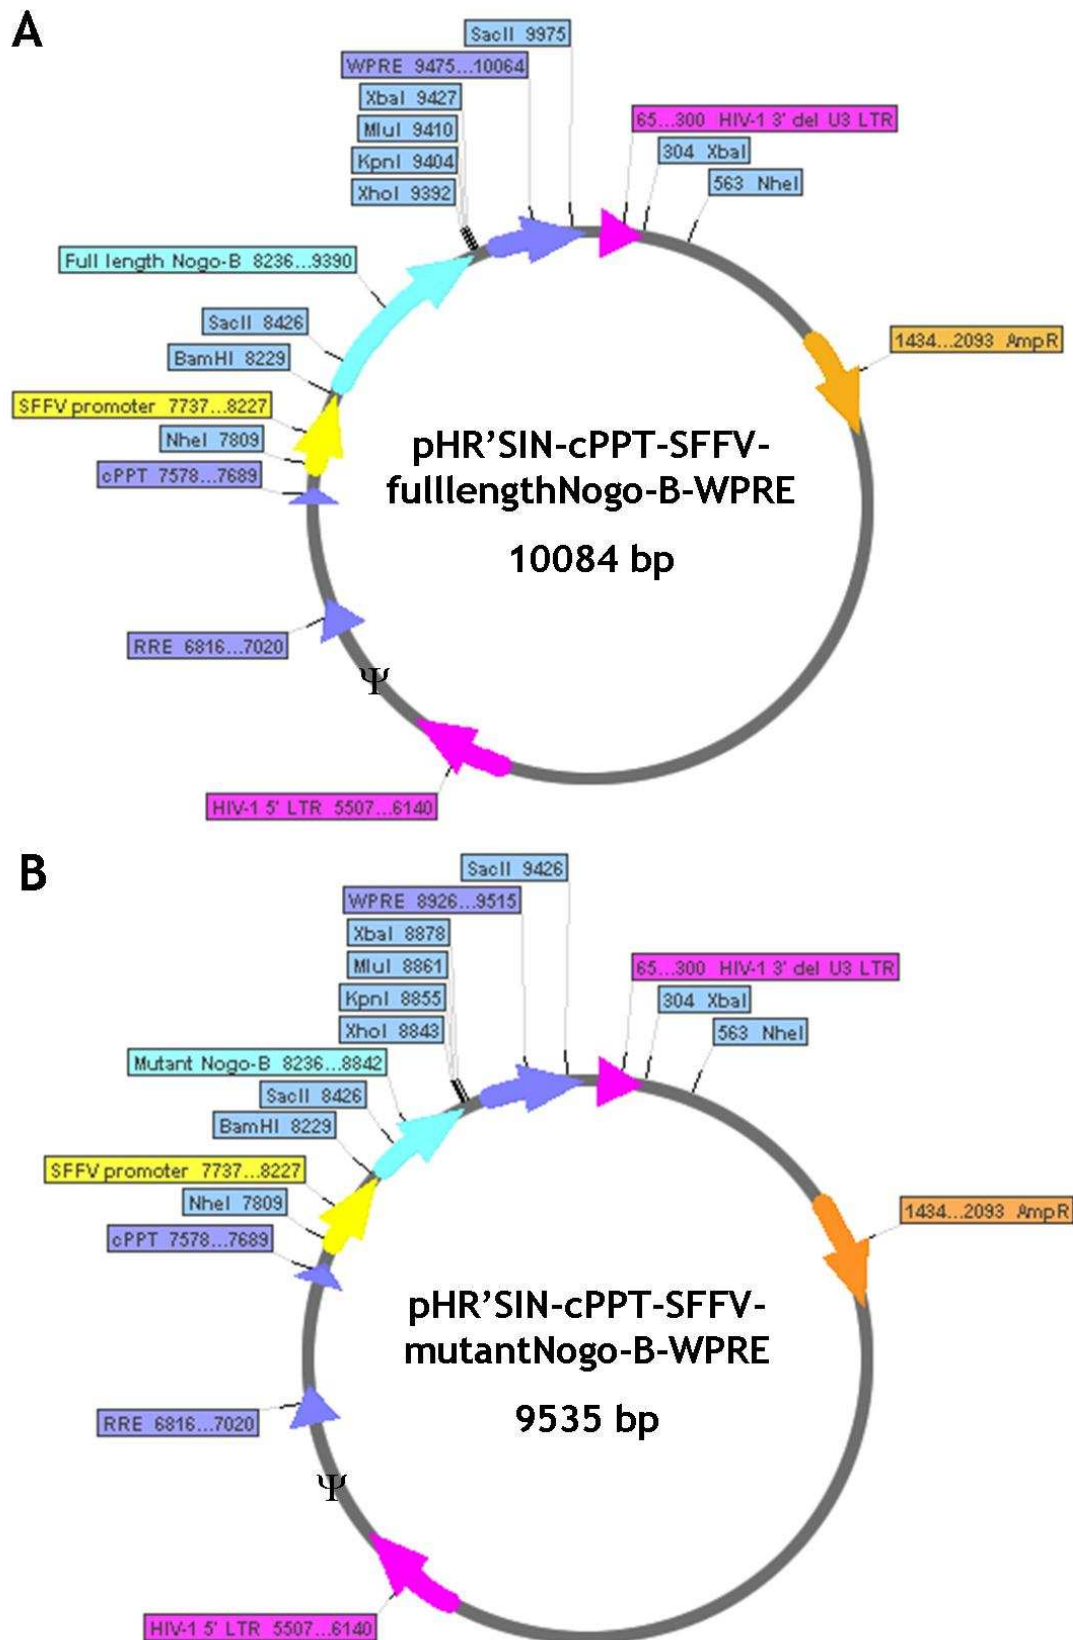 A
SacII 9975
WPRE 9475...10064
XbaI 9427
MluI 9410
KpnI 9404
XhoI 9392
65...300 HIV-1 3' del U3 LTR
304 XbaI
563 NheI
Full length Nogo-B 8236...9390
SacII 8426
BamHI 8229
SFFV promoter 7737...8227
NheI 7809
cPPT 7578...7689
1434...2093 AmpR
pHR'SIN-cPPT-SFFV-
fulllengthNogo-B-WPRE
10084 bp
RRE 6816...7020
Ψ
HIV-1 5' LTR 5507...6140
B
SacII 9426
WPRE 8926...9515
XbaI 8878
MluI 8861
KpnI 8855
XhoI 8843
65...300 HIV-1 3' del U3 LTR
304 XbaI
563 NheI
Mutant Nogo-B 8236...8842
SacII 8426
BamHI 8229
SFFV promoter 7737...8227
NheI 7809
cPPT 7578...7689
1434...2093 AmpR
pHR'SIN-cPPT-SFFV-
mutantNogo-B-WPRE
9535 bp
RRE 6816...7020
Ψ
HIV-1 5' LTR 5507...6140